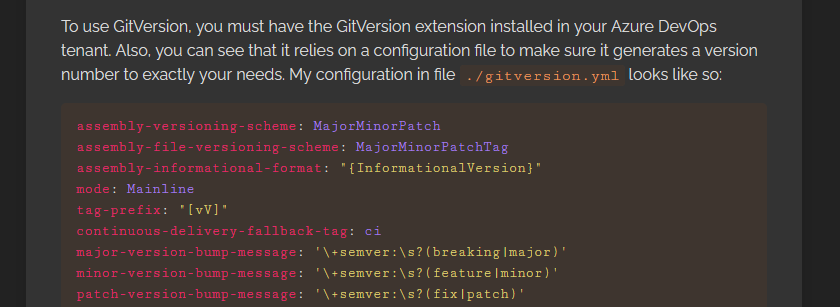 To use GitVersion, you must have the GitVersion extension installed in your Azure DevOps
tenant. Also, you can see that it relies on a configuration file to make sure it generates a version
number to exactly your needs. My configuration in file ./gitversion.yml looks like so:
assembly-versioning-scheme: MajorMinorPatch
assembly-file-versioning-scheme: MajorMinorPatchTag
assembly-informational-format: "{InformationalVersion}"
mode: Mainline
tag-prefix: "[vV]"
continuous-delivery-fallback-tag: ci
major-version-bump-message: '\+semver:\s?(breaking|major)'
minor-version-bump-message: '\+semver:\s?(feature|minor)'
patch-version-bump-message: '\+semver:\s?(fix|patch)'